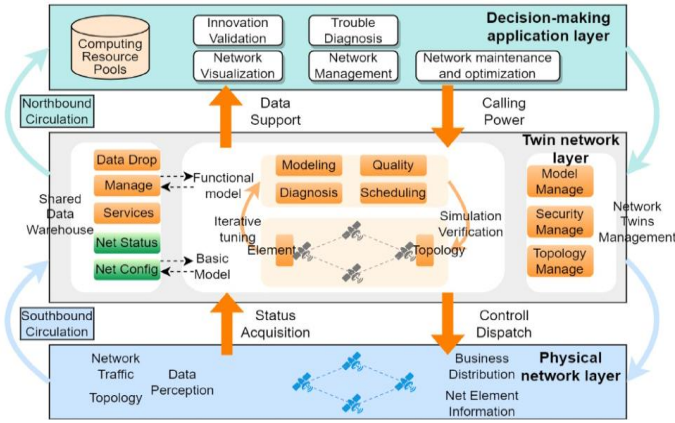 Decision-making
application layer
Computing
Resource
Pools
Innovation
Validation
Trouble
Diagnosis
Network
Visualization
Network
Management
Network maintenance
and optimization
Northbound
Circulation
Data
Support
Calling
Power
Twin network
layer
Shared
Data
Warehouse
Data Drop
Manage
Services
Net Status
Net Config
Functional
model
Basic
Model
Modeling
Quality
Diagnosis
Scheduling
Iterative
tuning
Simulation
Verification
Element
Topology
Model
Manage
Security
Manage
Topology
Manage
Network
Twins
Management
Southbound
Circulation
Status
Acquisition
Controll
Dispatch
Physical
network layer
Network
Traffic
Topology
Data
Perception
Business
Distribution
Net Element
Information